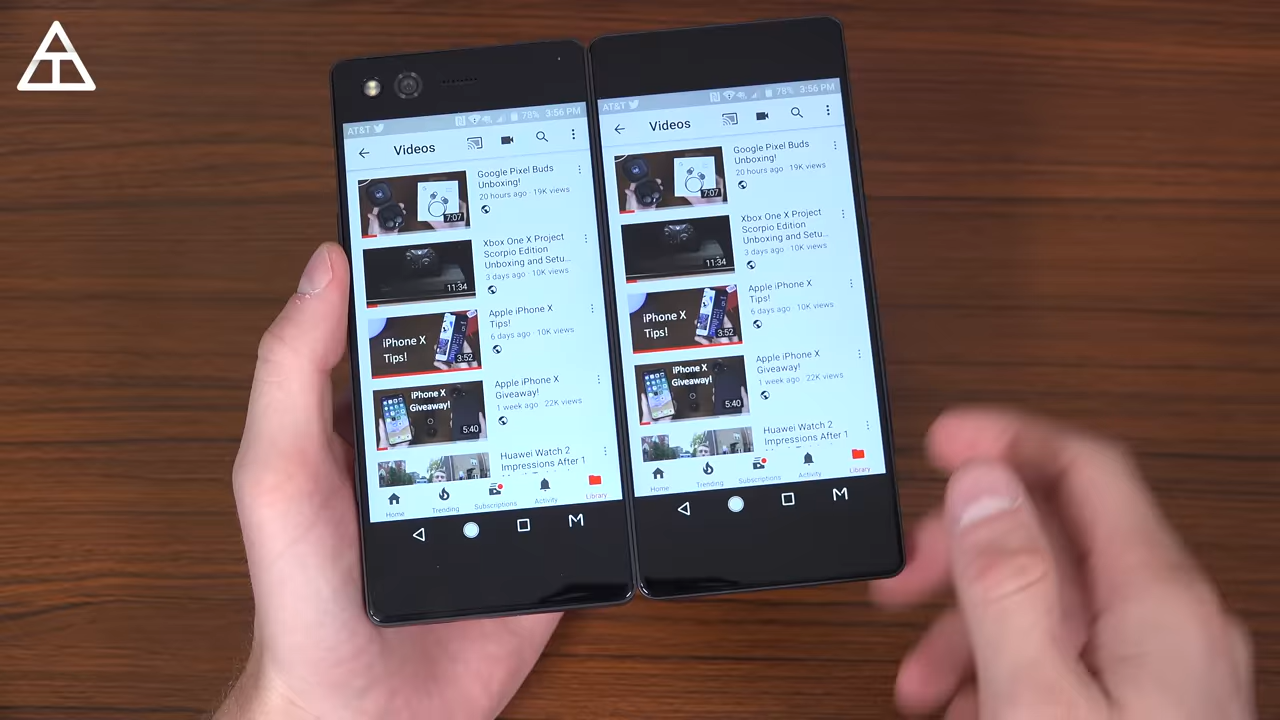 AT&T 78% 3:56 PM
Videos
7:07
Google Pixel Buds
Unboxing!
20 hours ago · 19K views
11:34
Xbox One X Project
Scorpio Edition
Unboxing and Setu...
3 days ago · 10K views
iPhone X
Tips!
3:52
Apple iPhone X
Tips!
6 days ago · 10K views
iPhone X
Giveaway!
5:40
Apple iPhone X
Giveaway!
1 week ago · 22K views
Huawei Watch 2
Impressions After 1
Home
Trending
Subscriptions
Activity
Library
M
AT&T 78% 3:56 PM
Videos
7:07
Google Pixel Buds
Unboxing!
20 hours ago · 19K views
11:34
Xbox One X Project
Scorpio Edition
Unboxing and Setu...
3 days ago · 10K views
iPhone X
Tips!
3:52
Apple iPhone X
Tips!
6 days ago · 10K views
iPhone X
Giveaway!
5:40
Apple iPhone X
Giveaway!
1 week ago · 22K views
Huawei Watch 2
Impressions After 1
Home
Trending
Subscriptions
Activity
Library
M